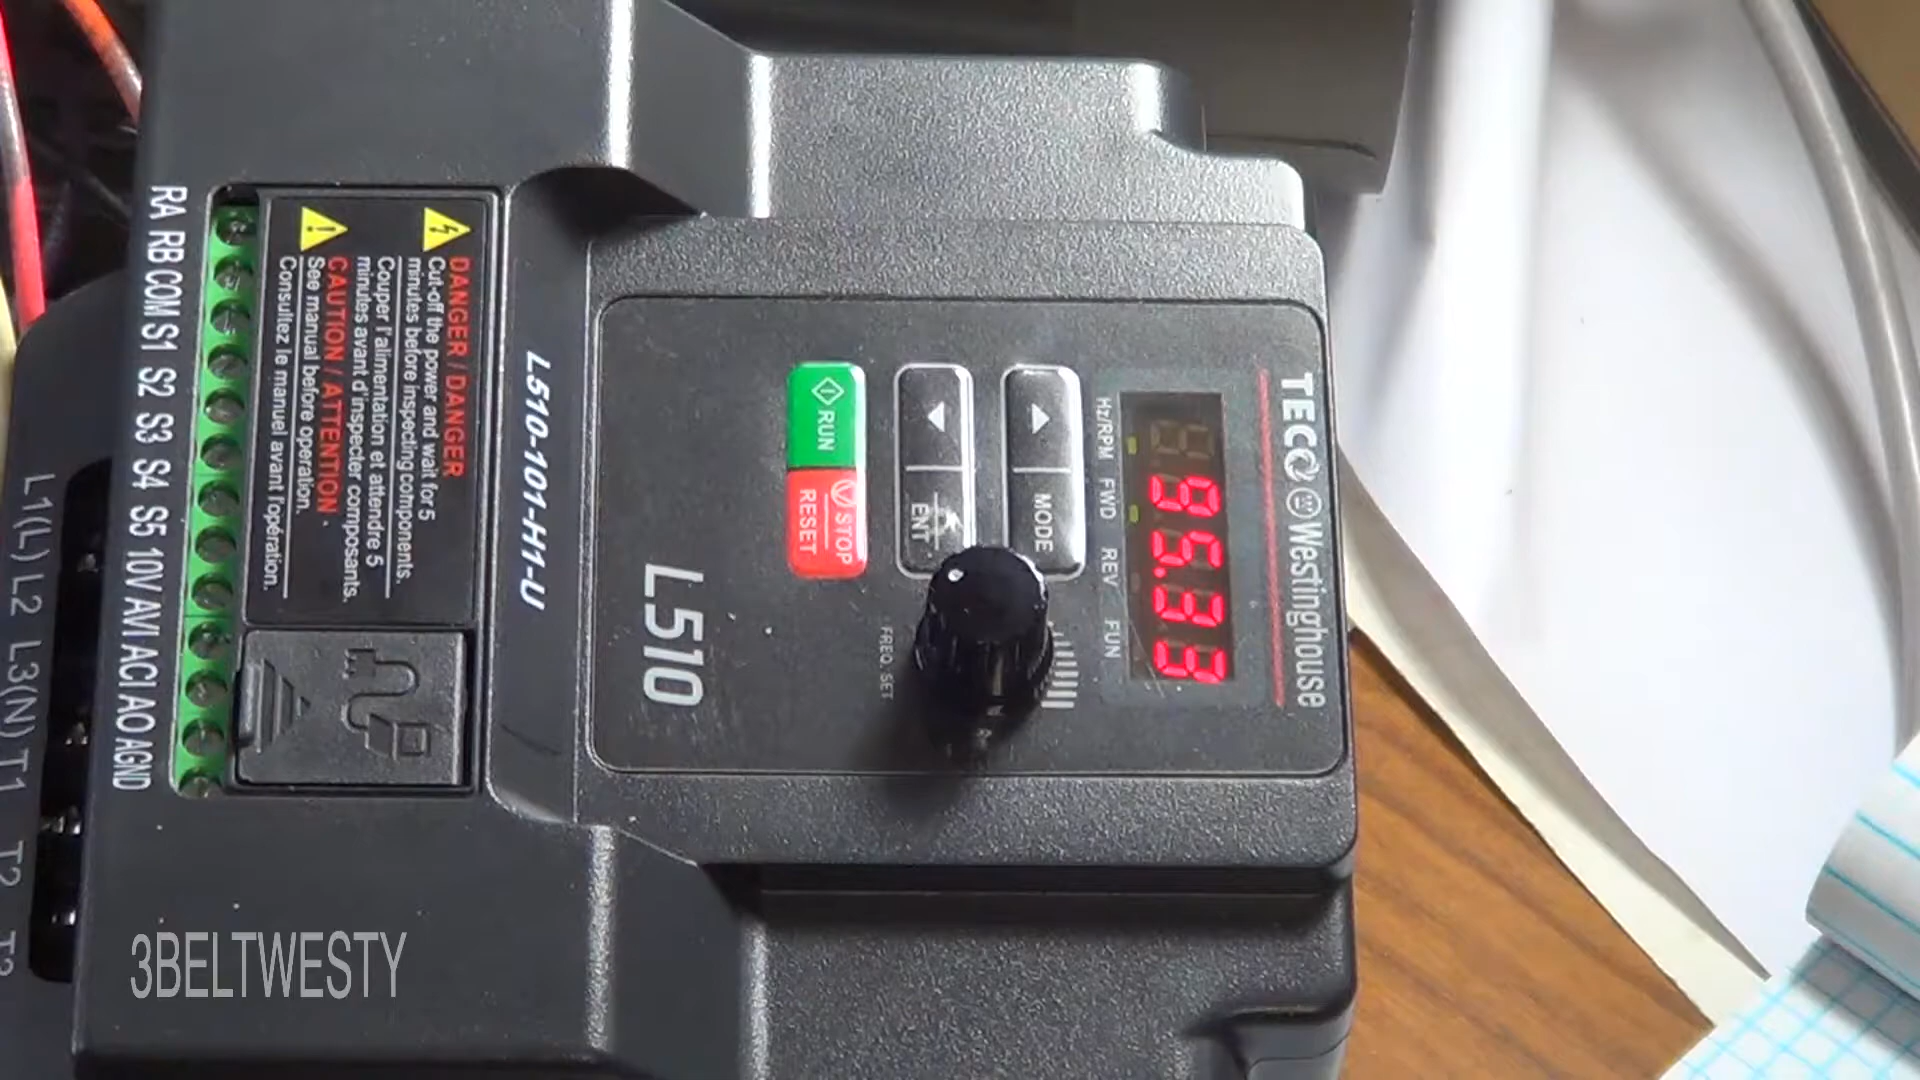 TECO Westinghouse
Hz/RPM FWD REV FUN
MODE
ENT
RUN
STOP
RESET
FREQ.SET
L510
L510-101-H1-U
DANGER / DANGER
Cut-off the power and wait for 5
minutes before inspecting components.
Couper l'alimentation et attendre 5
minutes avant d'inspecter composants.
CAUTION / ATTENTION
See manual before operation.
Consultez le manuel avant l'opération.
RA RB COM S1 S2 S3 S4 S5 10V AVI ACI AO AGND
L1(L) L2 L3(N) T1 T2 T3
3BELTWESTY